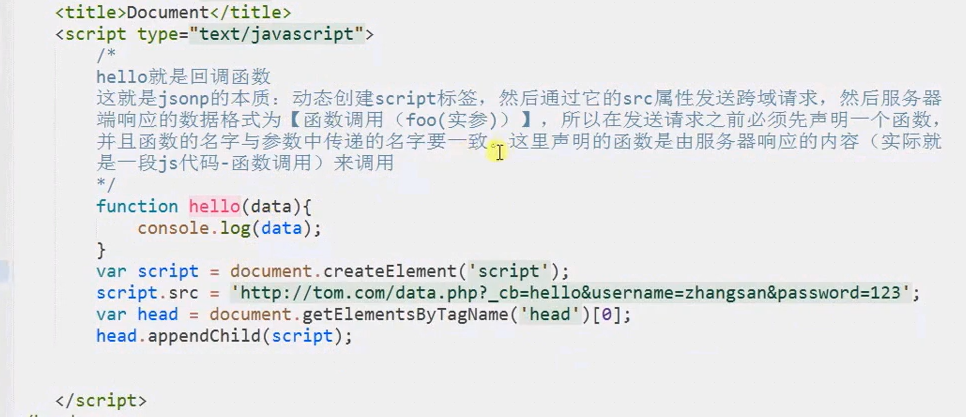 <title>Document</title>
<script type="text/javascript">
/*
hello就是回调函数
这就是jsonp的本质：动态创建script标签，然后通过它的src属性发送跨域请求，然后服务器
端响应的数据格式为【函数调用（foo(实参)）】，所以在发送请求之前必须先声明一个函数，
并且函数的名字与参数中传递的名字要一致。这里声明的函数是由服务器响应的内容（实际就
是一段js代码-函数调用）来调用
*/
function hello(data){
console.log(data);
}
var script = document.createElement('script');
script.src = 'http://tom.com/data.php?_cb=hello&username=zhangsan&password=123';
var head = document.getElementsByTagName('head')[0];
head.appendChild(script);
</script>